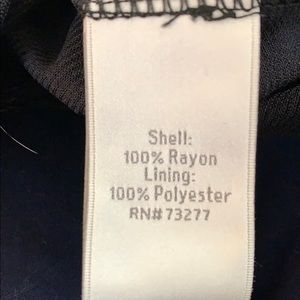 Shell:
100% Rayon
Lining:
100% Polyester
RN# 73277